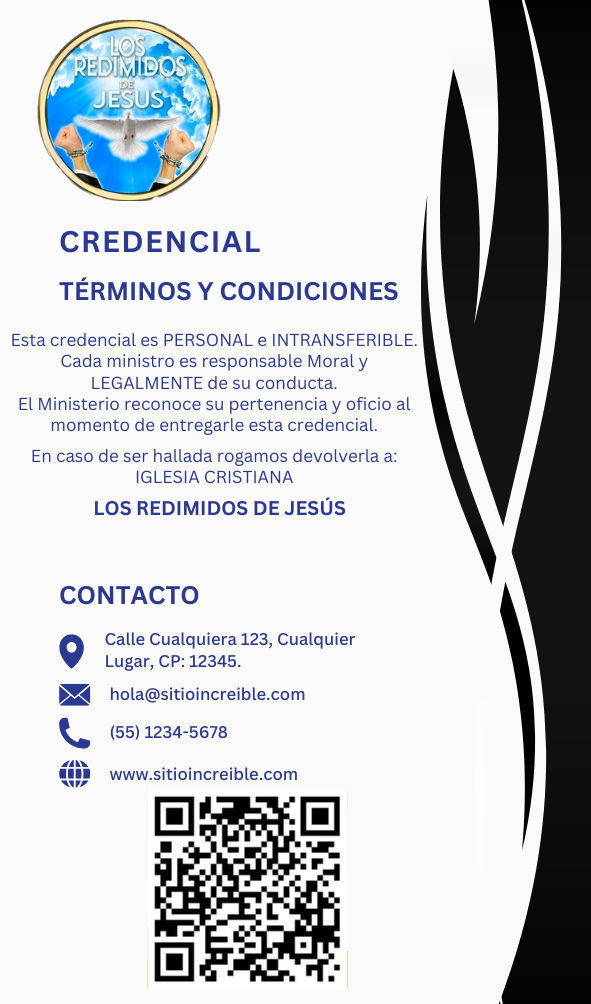 LOS
REDIMIDOS
DE
JESUS
CREDENCIAL
TÉRMINOS Y CONDICIONES
Esta credencial es PERSONAL e INTRANSFERIBLE.
Cada ministro es responsable Moral y
LEGALMENTE de su conducta.
El Ministerio reconoce su pertenencia y oficio al
momento de entregarle esta credencial.
En caso de ser hallada rogamos devolverla a:
IGLESIA CRISTIANA
LOS REDIMIDOS DE JESÚS
CONTACTO
Calle Cualquiera 123, Cualquier
Lugar, CP: 12345.
hola@sitioincreible.com
(55) 1234-5678
www.sitioincreible.com